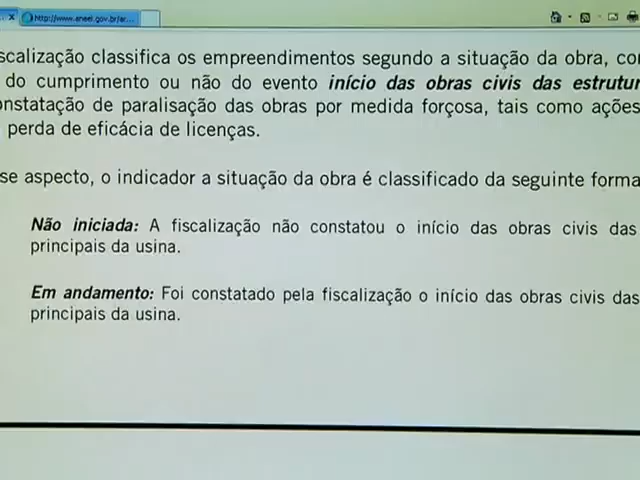 http://www.aneel.gov.br/ar...
scalização classifica os empreendimentos segundo a situação da obra, co
do cumprimento ou não do evento início das obras civis das estrutur
onstatação de paralisação das obras por medida forçosa, tais como ações
perda de eficácia de licenças.
se aspecto, o indicador a situação da obra é classificado da seguinte forma
Não iniciada: A fiscalização não constatou o início das obras civis das
principais da usina.
Em andamento: Foi constatado pela fiscalização o início das obras civis das
principais da usina.